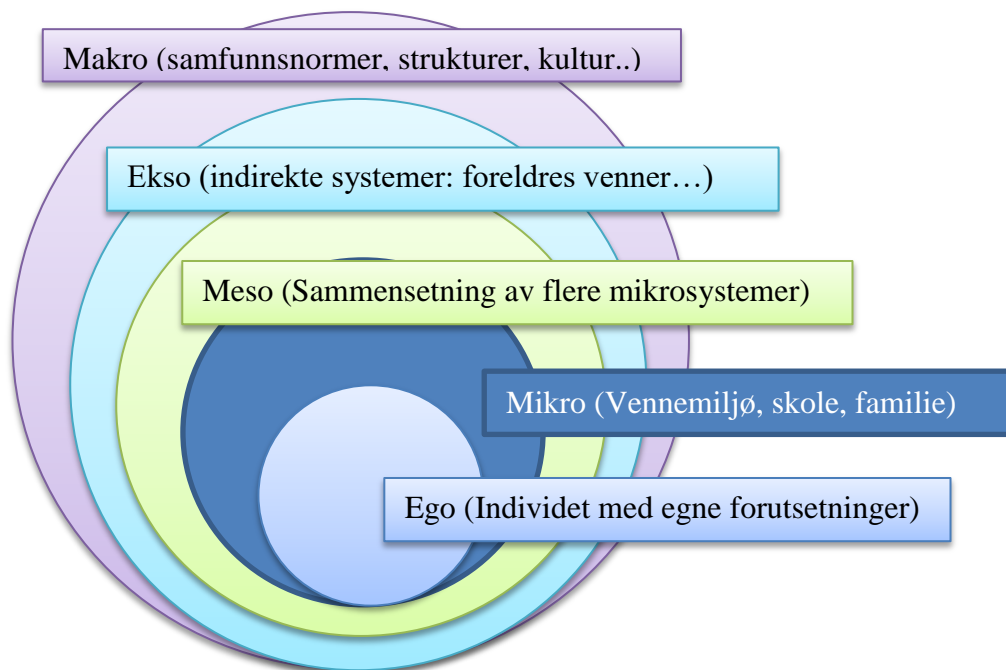 Makro (samfunnsnormer, strukturer, kultur..)
Ekso (indirekte systemer: foreldres venner…)
Meso (Sammensetning av flere mikrosystemer)
Mikro (Vennemiljø, skole, familie)
Ego (Individet med egne forutsetninger)